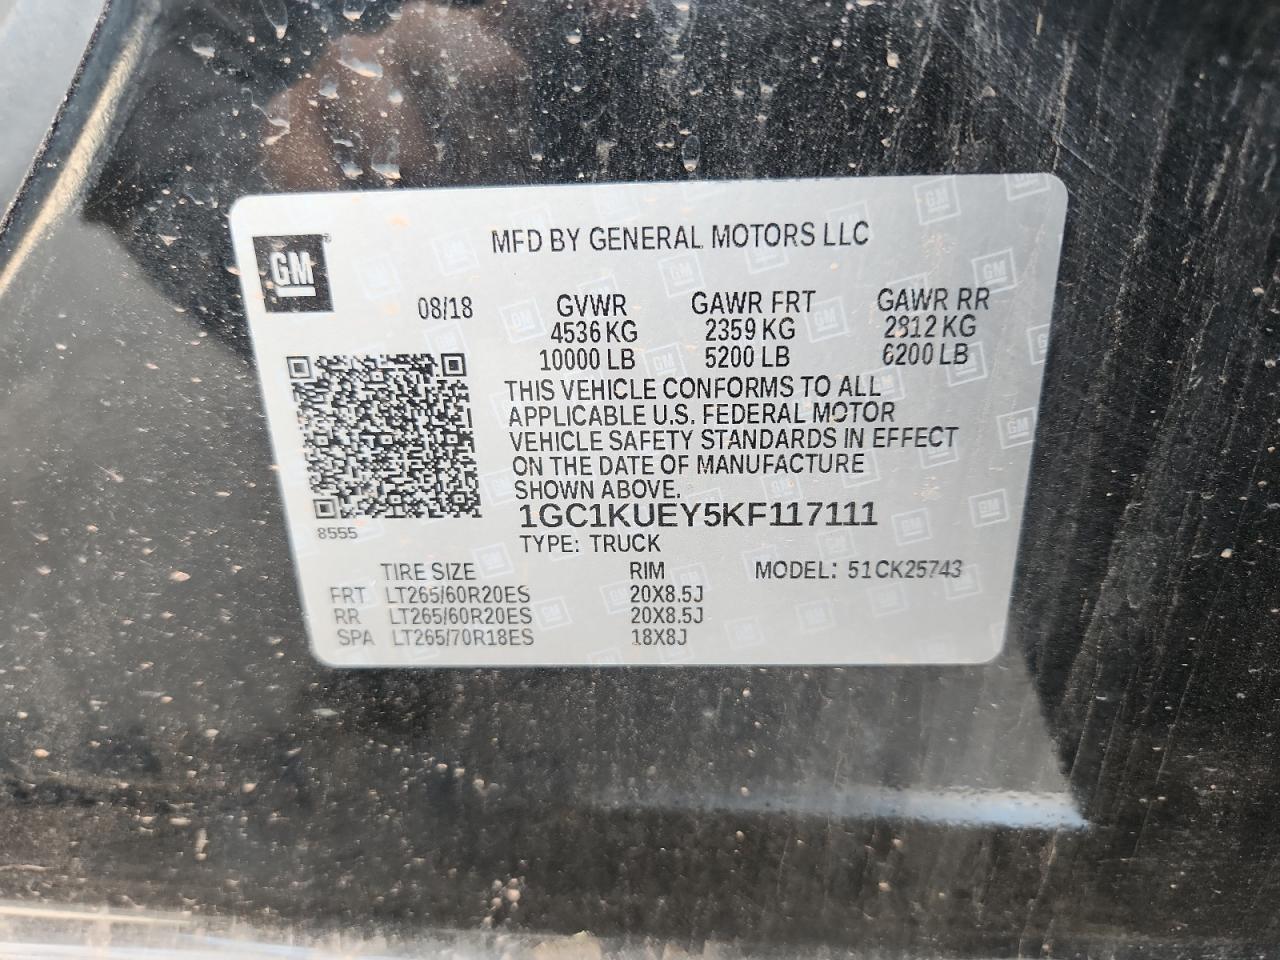 MFD BY GENERAL MOTORS LLC
GM
08/18 GVWR GAWR FRT GAWR RR
4536 KG 2359 KG 2812 KG
10000 LB 5200 LB 6200 LB
THIS VEHICLE CONFORMS TO ALL
APPLICABLE U.S. FEDERAL MOTOR
VEHICLE SAFETY STANDARDS IN EFFECT
ON THE DATE OF MANUFACTURE
SHOWN ABOVE.
1GC1KUEY5KF117111
8555
TYPE: TRUCK
TIRE SIZE RIM MODEL: 51CK25743
FRT LT265/60R20ES 20X8.5J
RR LT265/60R20ES 20X8.5J
SPA LT265/70R18ES 18X8J